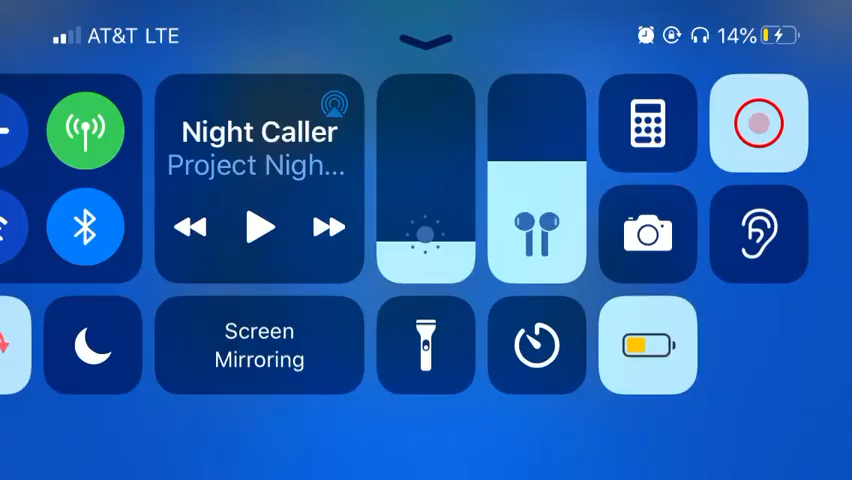 AT&T LTE
14%
Night Caller
Project Nigh...
Screen
Mirroring